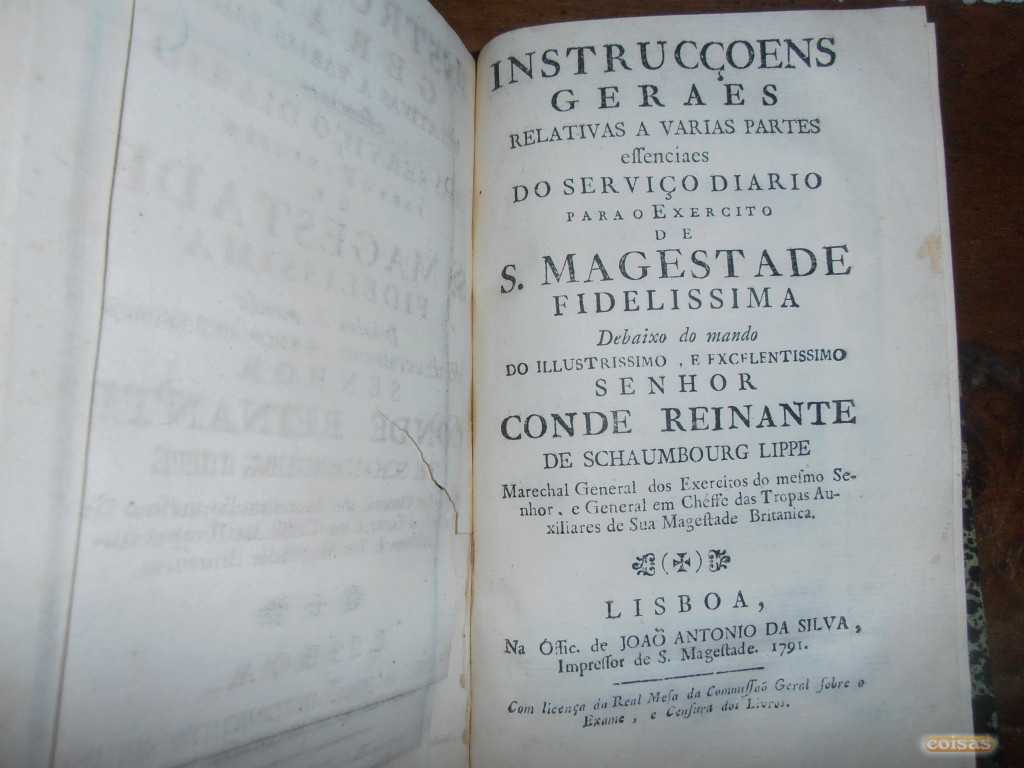 INSTRUCÇOENS
GERAES
RELATIVAS A VARIAS PARTES
eſſenciaes
DO SERVIÇO DIARIO
PARA O EXERCITO
DE
S. MAGESTADE
FIDELISSIMA
Debaixo do mando
DO ILLUSTRISSIMO, E EXCELENTISSIMO
SENHOR
CONDE REINANTE
DE SCHAUMBOURG LIPPE
Marechal General dos Exercitos do meſmo Se-
nhor, e General em Chéffe das Tropas Au-
xiliares de Sua Mageſtade Britanica.
LISBOA,
Na Offic. de JOAÕ ANTONIO DA SILVA,
Impreſſor de S. Mageſtade. 1791.
Com licença da Real Meſa da Commiſſaõ Geral ſobre o
Exame, e Cenſura dos Livros.
coisas